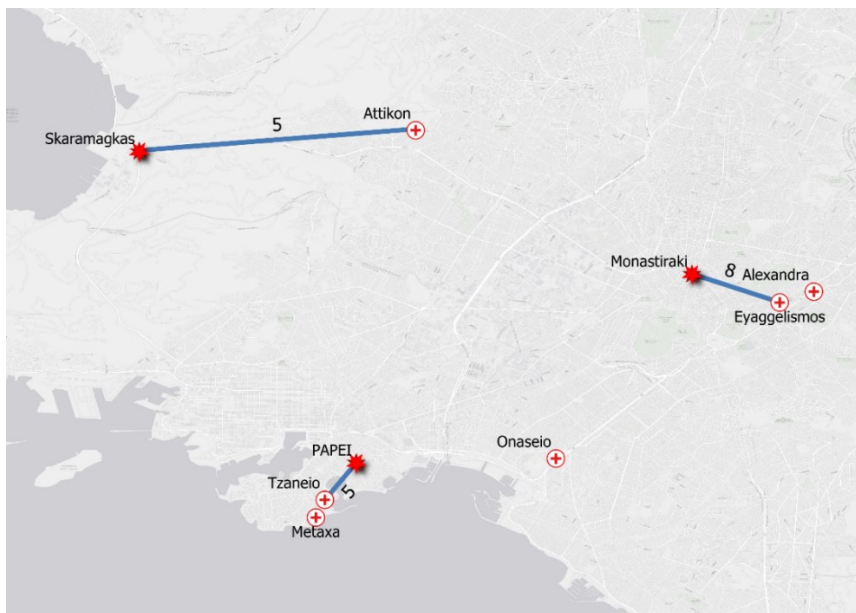 Attikon
5
Skaramagkas
Monastiraki
8
Alexandra
Eyaggelismos
Onaseio
PAPEI
Tzaneio
5
Metaxa